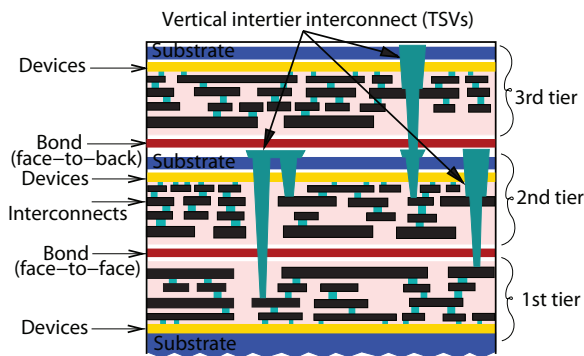 Vertical intertier interconnect (TSVs)
Substrate
Devices
3rd tier
Bond
(face–to–back)
Substrate
Devices
2nd tier
Interconnects
Bond
(face–to–face)
1st tier
Devices
Substrate